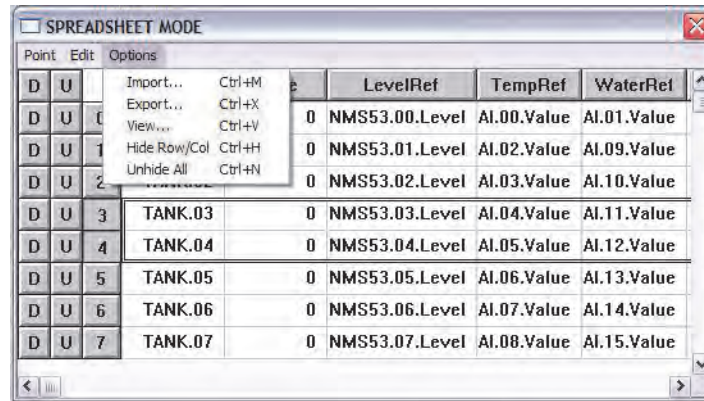 SPREADSHEET MODE
Point Edit Options
Import... Ctrl+M
Export... Ctrl+X
View... Ctrl+V
Hide Row/Col Ctrl+H
Unhide All Ctrl+N
D U LevelRef TempRef WaterRef
D U 0 NMS53.00.Level AI.00.Value AI.01.Value
D U 1 0 NMS53.01.Level AI.02.Value AI.09.Value
D U 2 0 NMS53.02.Level AI.03.Value AI.10.Value
D U 3 TANK.03 0 NMS53.03.Level AI.04.Value AI.11.Value
D U 4 TANK.04 0 NMS53.04.Level AI.05.Value AI.12.Value
D U 5 TANK.05 0 NMS53.05.Level AI.06.Value AI.13.Value
D U 6 TANK.06 0 NMS53.06.Level AI.07.Value AI.14.Value
D U 7 TANK.07 0 NMS53.07.Level AI.08.Value AI.15.Value